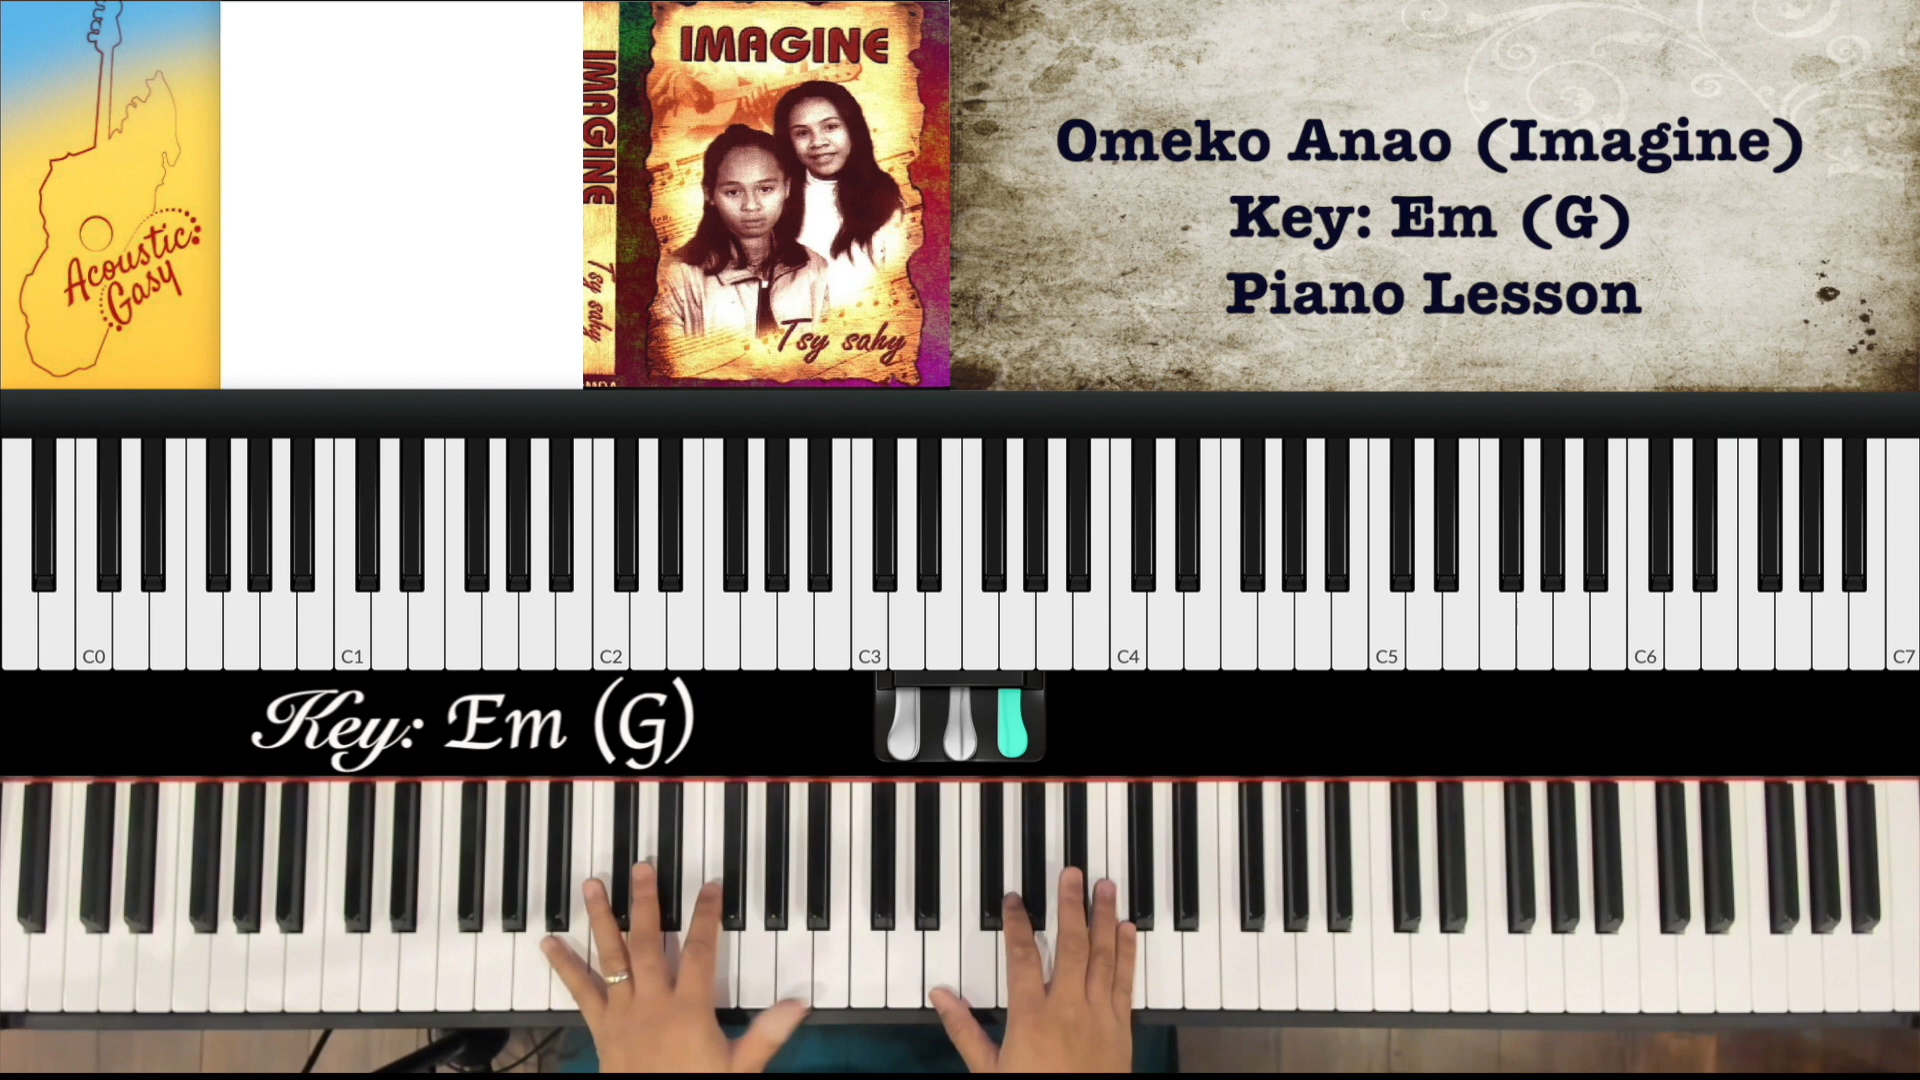 Acoustic
Gasy
IMAGINE
Tsy sahy
IMAGINE
Tsy sahy
Omeko Anao (Imagine)
Key: Em (G)
Piano Lesson
C0 C1 C2 C3 C4 C5 C6 C7
Key: Em (G)